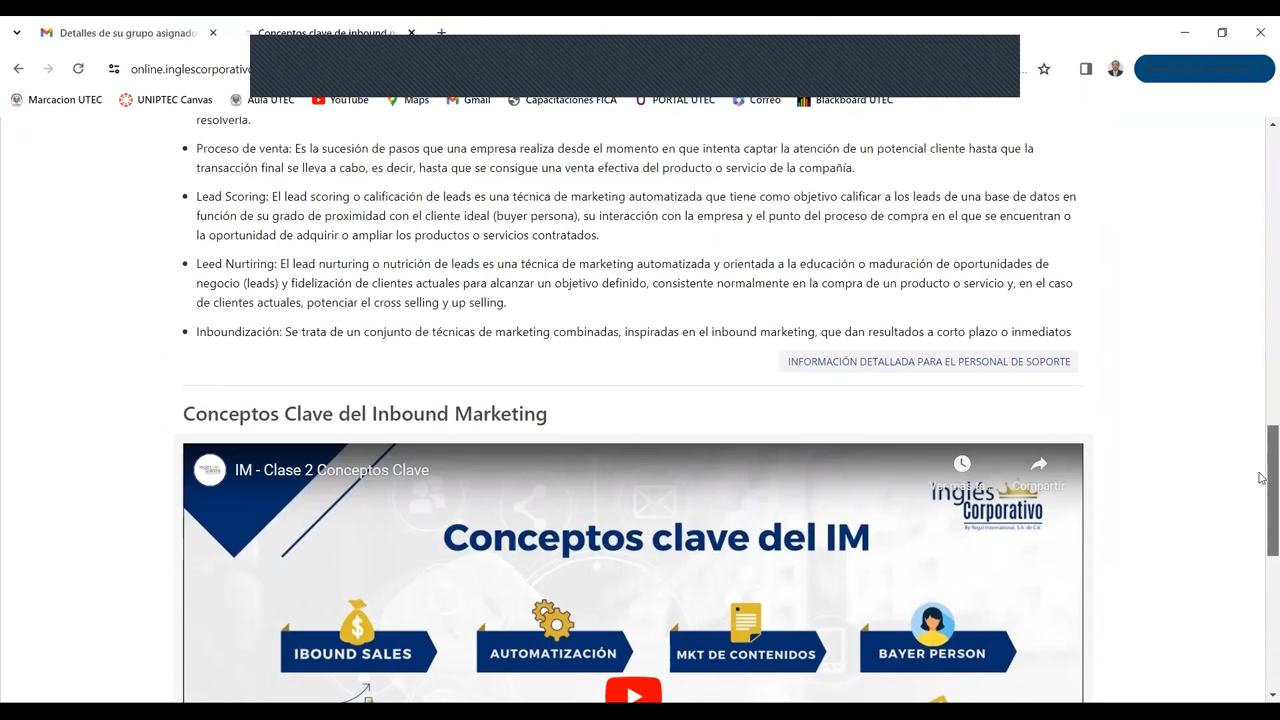 Detalles de su grupo asignado
Conceptos clave de inbound
online.inglescorporativo
...
Marcacion UTEC
UNIPTEC Canvas
Aula UTEC
YouTube
Maps
Gmail
Capacitaciones FICA
PORTAL UTEC
Correo
Blackboard UTEC
resolverla.
• Proceso de venta: Es la sucesión de pasos que una empresa realiza desde el momento en que intenta captar la atención de un potencial cliente hasta que la
transacción final se lleva a cabo, es decir, hasta que se consigue una venta efectiva del producto o servicio de la compañía.
• Lead Scoring: El lead scoring o calificación de leads es una técnica de marketing automatizada que tiene como objetivo calificar a los leads de una base de datos en
función de su grado de proximidad con el cliente ideal (buyer persona), su interacción con la empresa y el punto del proceso de compra en el que se encuentran o
la oportunidad de adquirir o ampliar los productos o servicios contratados.
• Leed Nurtiring: El lead nurturing o nutrición de leads es una técnica de marketing automatizada y orientada a la educación o maduración de oportunidades de
negocio (leads) y fidelización de clientes actuales para alcanzar un objetivo definido, consistente normalmente en la compra de un producto o servicio y, en el caso
de clientes actuales, potenciar el cross selling y up selling.
• Inboundización: Se trata de un conjunto de técnicas de marketing combinadas, inspiradas en el inbound marketing, que dan resultados a corto plazo o inmediatos
INFORMACIÓN DETALLADA PARA EL PERSONAL DE SOPORTE
Conceptos Clave del Inbound Marketing
IM - Clase 2 Conceptos Clave
Ver más
Compartir
Inglés
Corporativo
By Negal International, S.A. de C.V.
Conceptos clave del IM
IBOUND SALES
AUTOMATIZACIÓN
MKT DE CONTENIDOS
BAYER PERSON